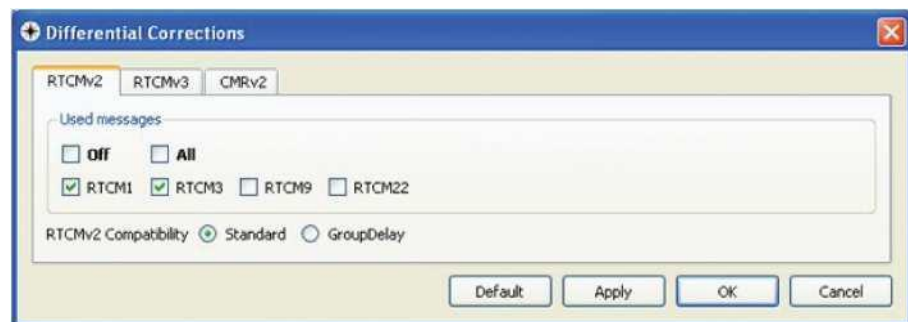 Differential Corrections
RTCMv2 RTCMv3 CMRv2
Used messages
Off All
RTCM1 RTCM3 RTCM9 RTCM22
RTCMv2 Compatibility Standard GroupDelay
Default Apply OK Cancel